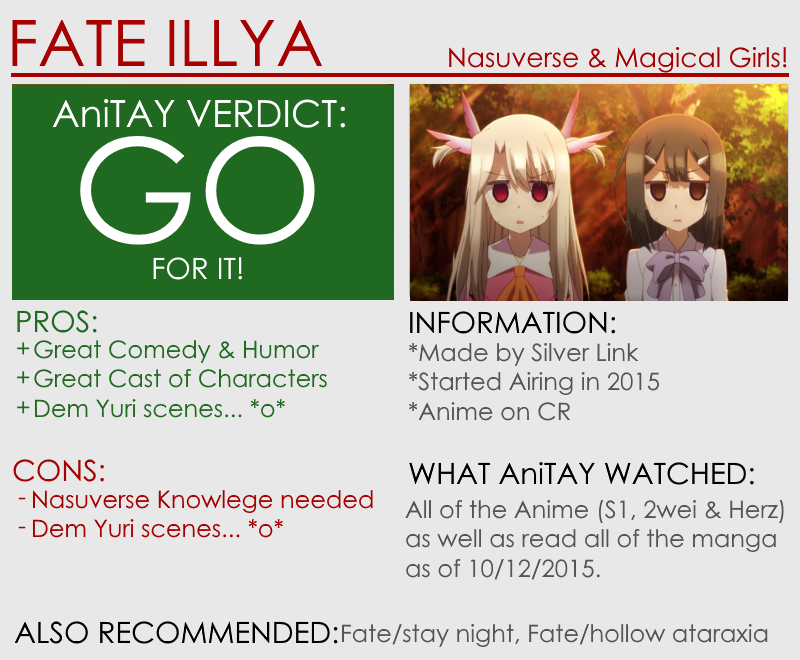 FATE ILLYA
Nasuverse & Magical Girls!
AniTAY VERDICT:
GO
FOR IT!
PROS:
+Great Comedy & Humor
+Great Cast of Characters
+Dem Yuri scenes... *o*
CONS:
- Nasuverse Knowlege needed
- Dem Yuri scenes... *o*
INFORMATION:
*Made by Silver Link
*Started Airing in 2015
*Anime on CR
WHAT AniTAY WATCHED:
All of the Anime (S1, 2wei & Herz)
as well as read all of the manga
as of 10/12/2015.
ALSO RECOMMENDED:Fate/stay night, Fate/hollow ataraxia